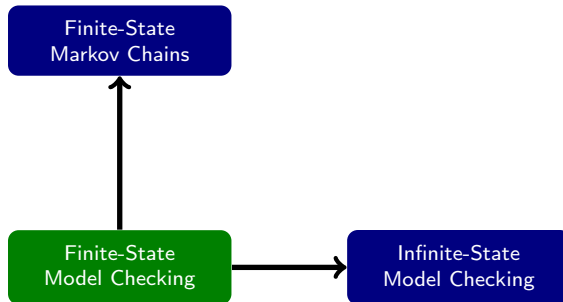 Finite-State
Markov Chains
Finite-State
Model Checking
Infinite-State
Model Checking